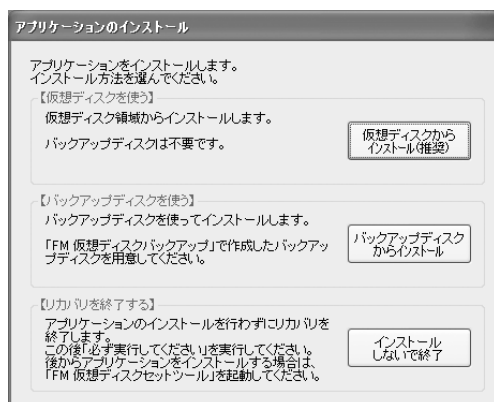 アプリケーションのインストール
アプリケーションをインストールします。
インストール方法を選んでください。
【仮想ディスクを使う】
仮想ディスク領域からインストールします。
バックアップディスクは不要です。
仮想ディスクから
インストール(推奨)
【バックアップディスクを使う】
バックアップディスクを使ってインストールします。
「FM 仮想ディスクバックアップ」で作成したバックアッ
プディスクを用意してください。
バックアップディスク
からインストール
【リカバリを終了する】
アプリケーションのインストールを行わずにリカバリを
終了します。
この後「必ず実行してください」を実行してください。
後からアプリケーションをインストールする場合は、
「FM 仮想ディスクセットツール」を起動してください。
インストール
しないで終了